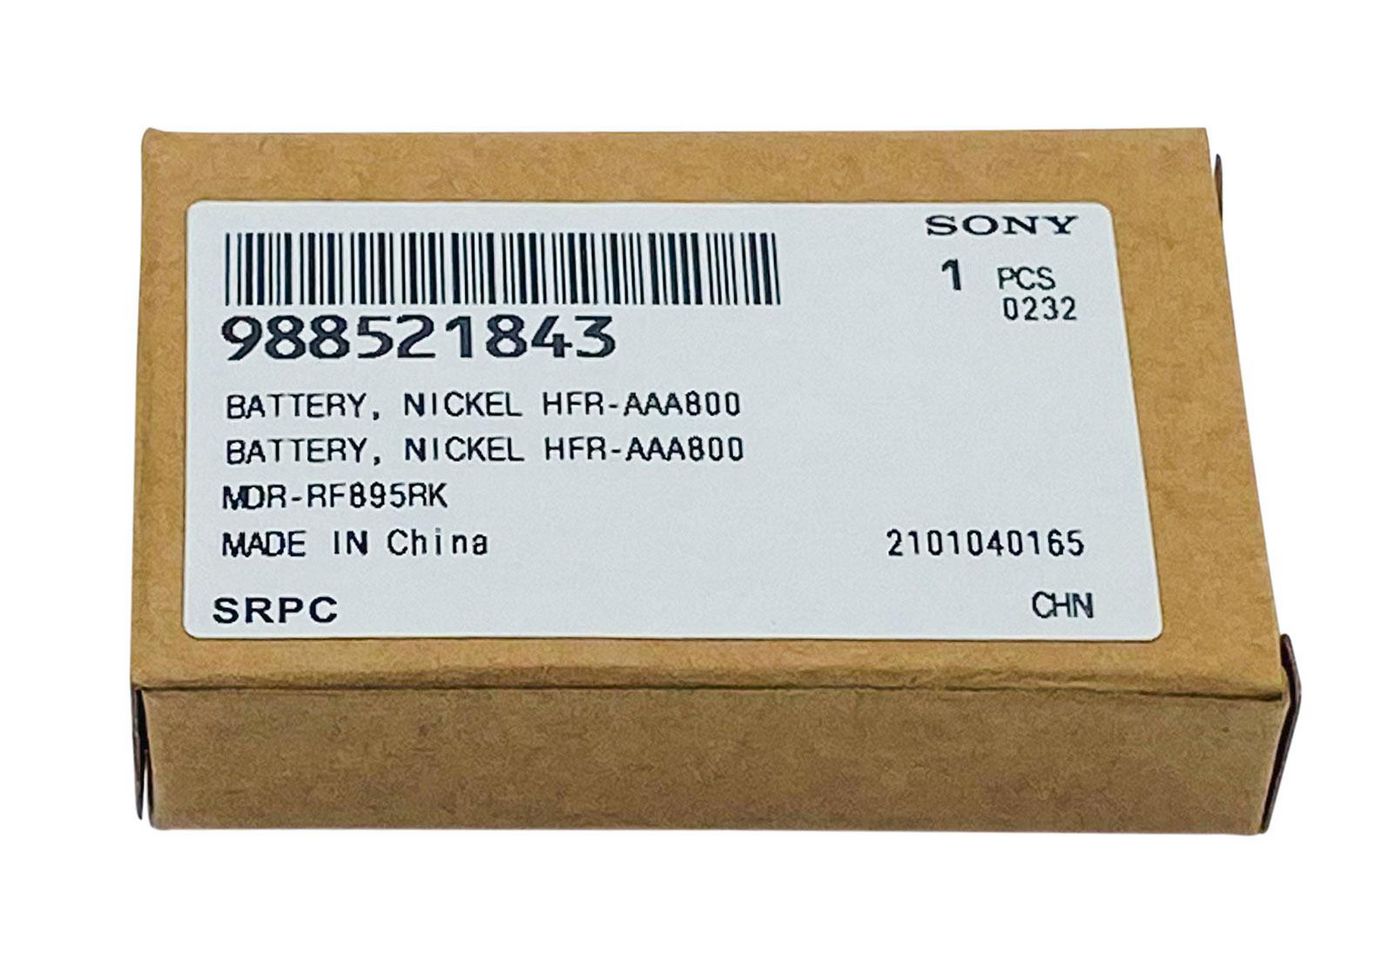 SONY
1 PCS
0232
988521843
BATTERY, NICKEL HFR-AAA800
BATTERY, NICKEL HFR-AAA800
MDR-RF895RK
MADE IN China 2101040165
SRPC CHN